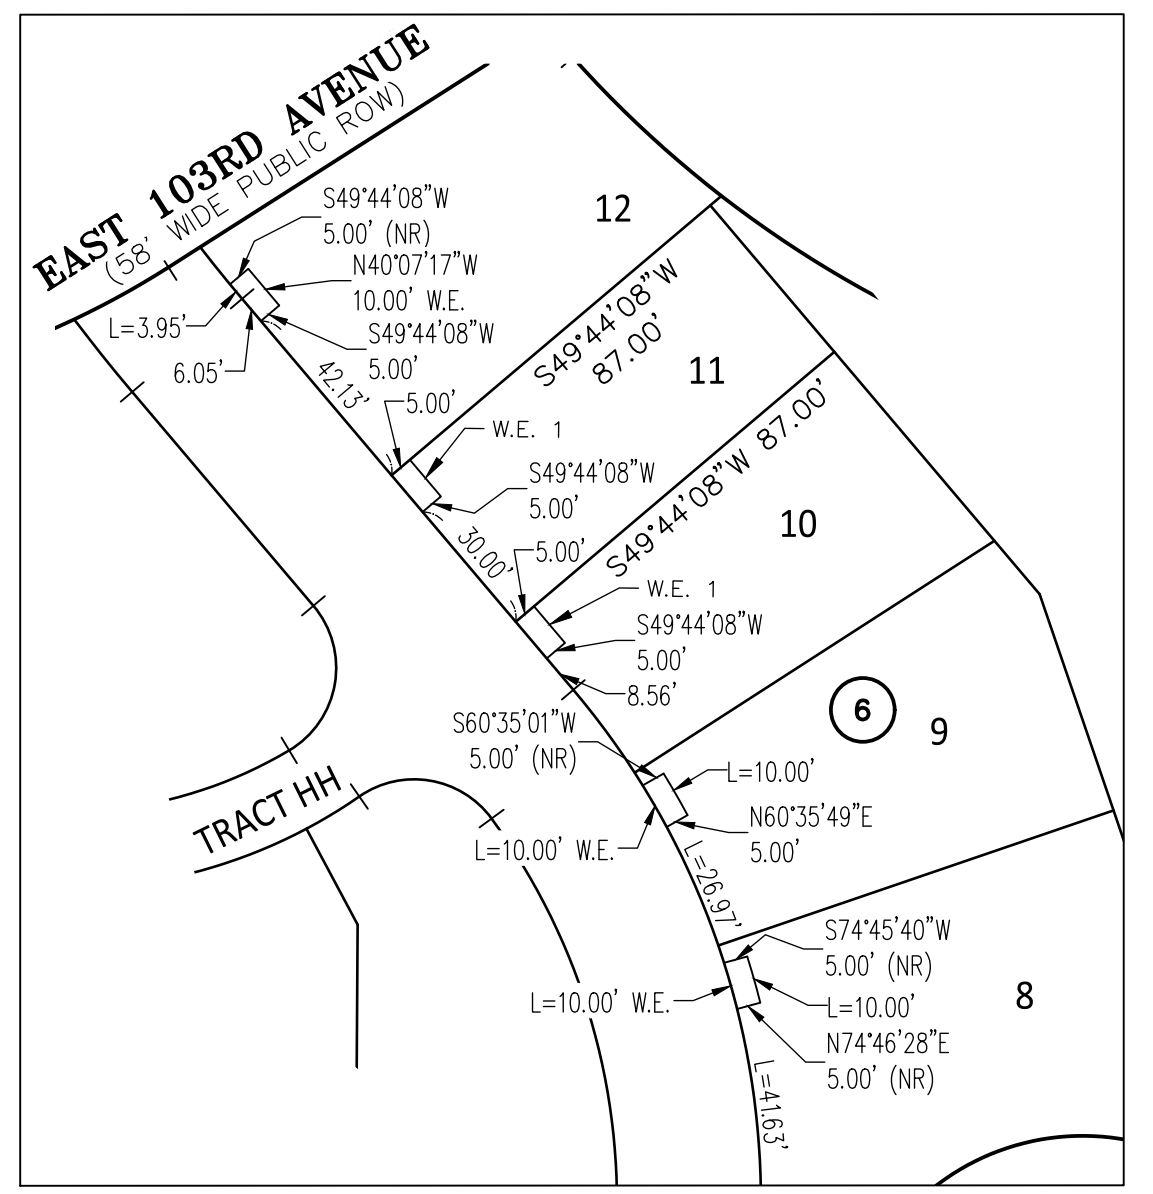 EAST 103RD AVENUE
(58' WIDE PUBLIC ROW)
S49°44'08"W
5.00' (NR)
N40°07'17"W
10.00' W.E.
L=3.95'
S49°44'08"W
5.00'
6.05'
12
S49°44'08"W
87.00'
42.13'
5.00'
11
W.E. 1
S49°44'08"W
5.00'
S49°44'08"W 87.00'
30.00'
5.00'
10
W.E. 1
S49°44'08"W
5.00'
8.56'
S60°35'01"W
5.00' (NR)
6
9
L=10.00'
TRACT HH
N60°35'49"E
5.00'
L=10.00' W.E.
L=26.97'
S74°45'40"W
5.00' (NR)
L=10.00' W.E.
L=10.00'
8
N74°46'28"E
5.00' (NR)
L=41.63'